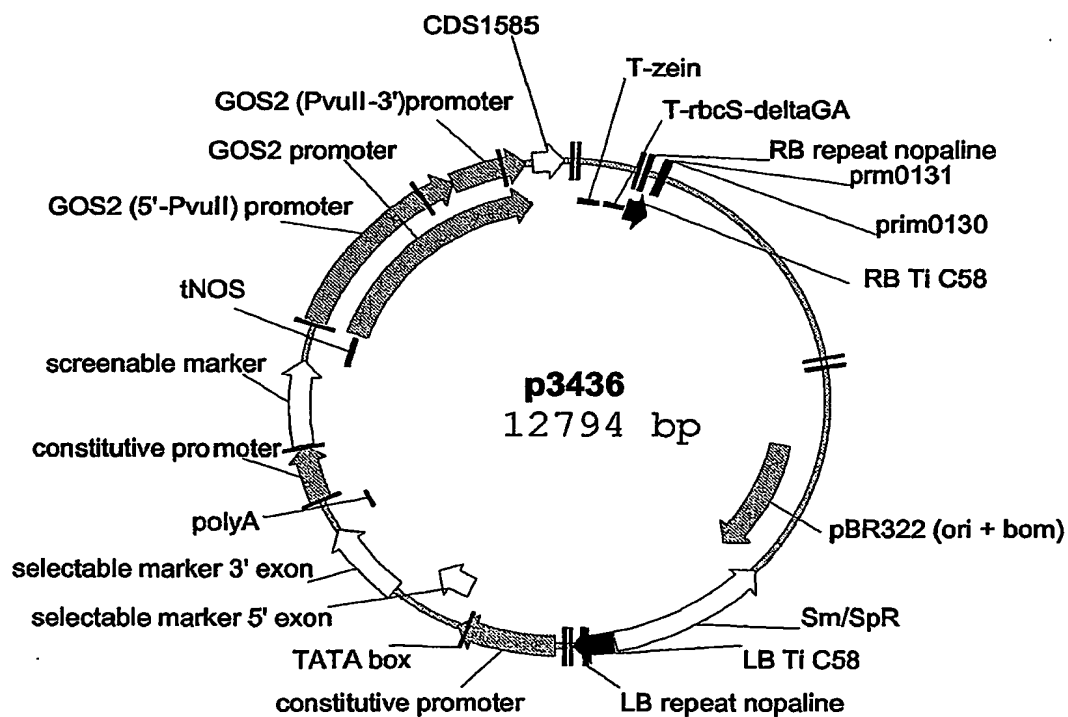 CDS1585
T-zein
GOS2 (PvuII-3')promoter
T-rbcS-deltaGA
GOS2 promoter
RB repeat nopaline
prm0131
GOS2 (5'-PvuII) promoter
prim0130
tNOS
RB Ti C58
screenable marker
p3436
12794 bp
constitutive promoter
polyA
pBR322 (ori + bom)
selectable marker 3' exon
selectable marker 5' exon
Sm/SpR
TATA box
LB Ti C58
constitutive promoter
LB repeat nopaline